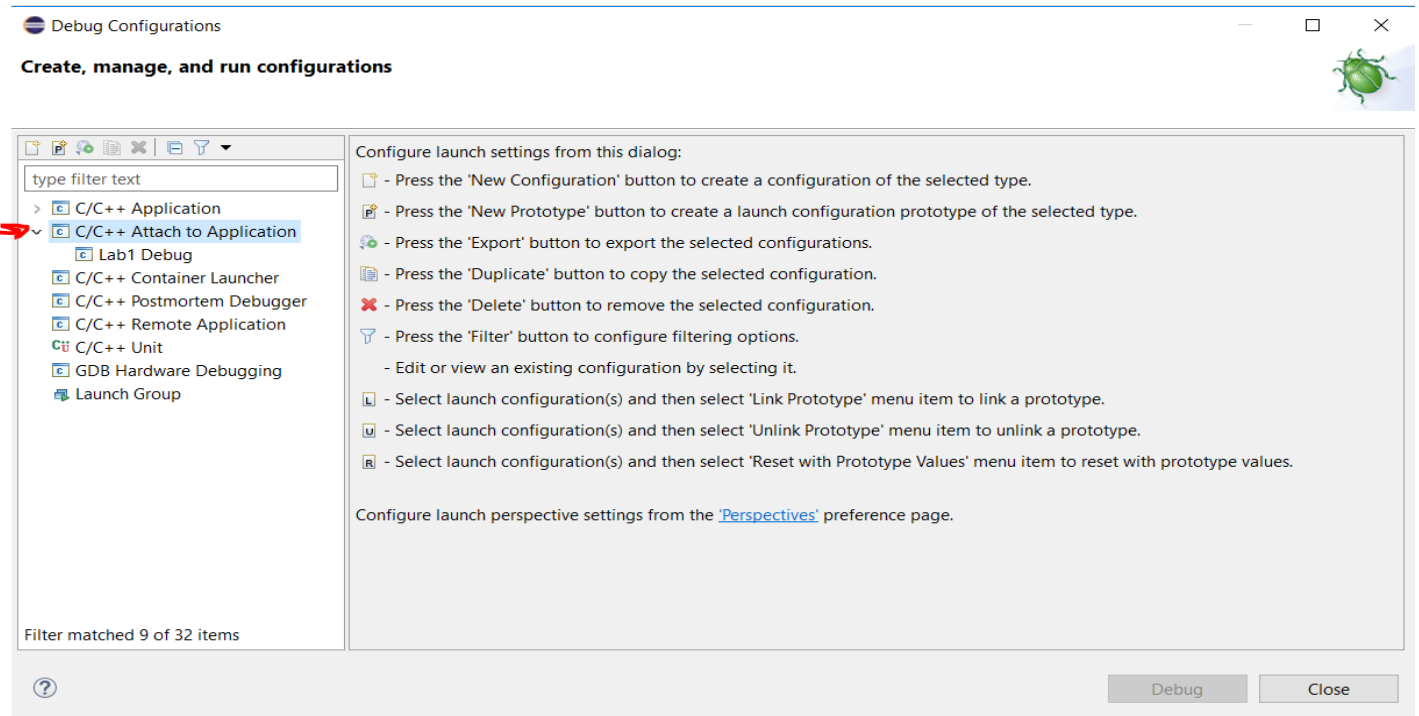 Debug Configurations
Create, manage, and run configurations
type filter text
C/C++ Application
C/C++ Attach to Application
Lab1 Debug
C/C++ Container Launcher
C/C++ Postmortem Debugger
C/C++ Remote Application
C/C++ Unit
GDB Hardware Debugging
Launch Group
Filter matched 9 of 32 items
Configure launch settings from this dialog:
- Press the 'New Configuration' button to create a configuration of the selected type.
- Press the 'New Prototype' button to create a launch configuration prototype of the selected type.
- Press the 'Export' button to export the selected configurations.
- Press the 'Duplicate' button to copy the selected configuration.
- Press the 'Delete' button to remove the selected configuration.
- Press the 'Filter' button to configure filtering options.
- Edit or view an existing configuration by selecting it.
- Select launch configuration(s) and then select 'Link Prototype' menu item to link a prototype.
- Select launch configuration(s) and then select 'Unlink Prototype' menu item to unlink a prototype.
- Select launch configuration(s) and then select 'Reset with Prototype Values' menu item to reset with prototype values.
Configure launch perspective settings from the 'Perspectives' preference page.
Debug
Close